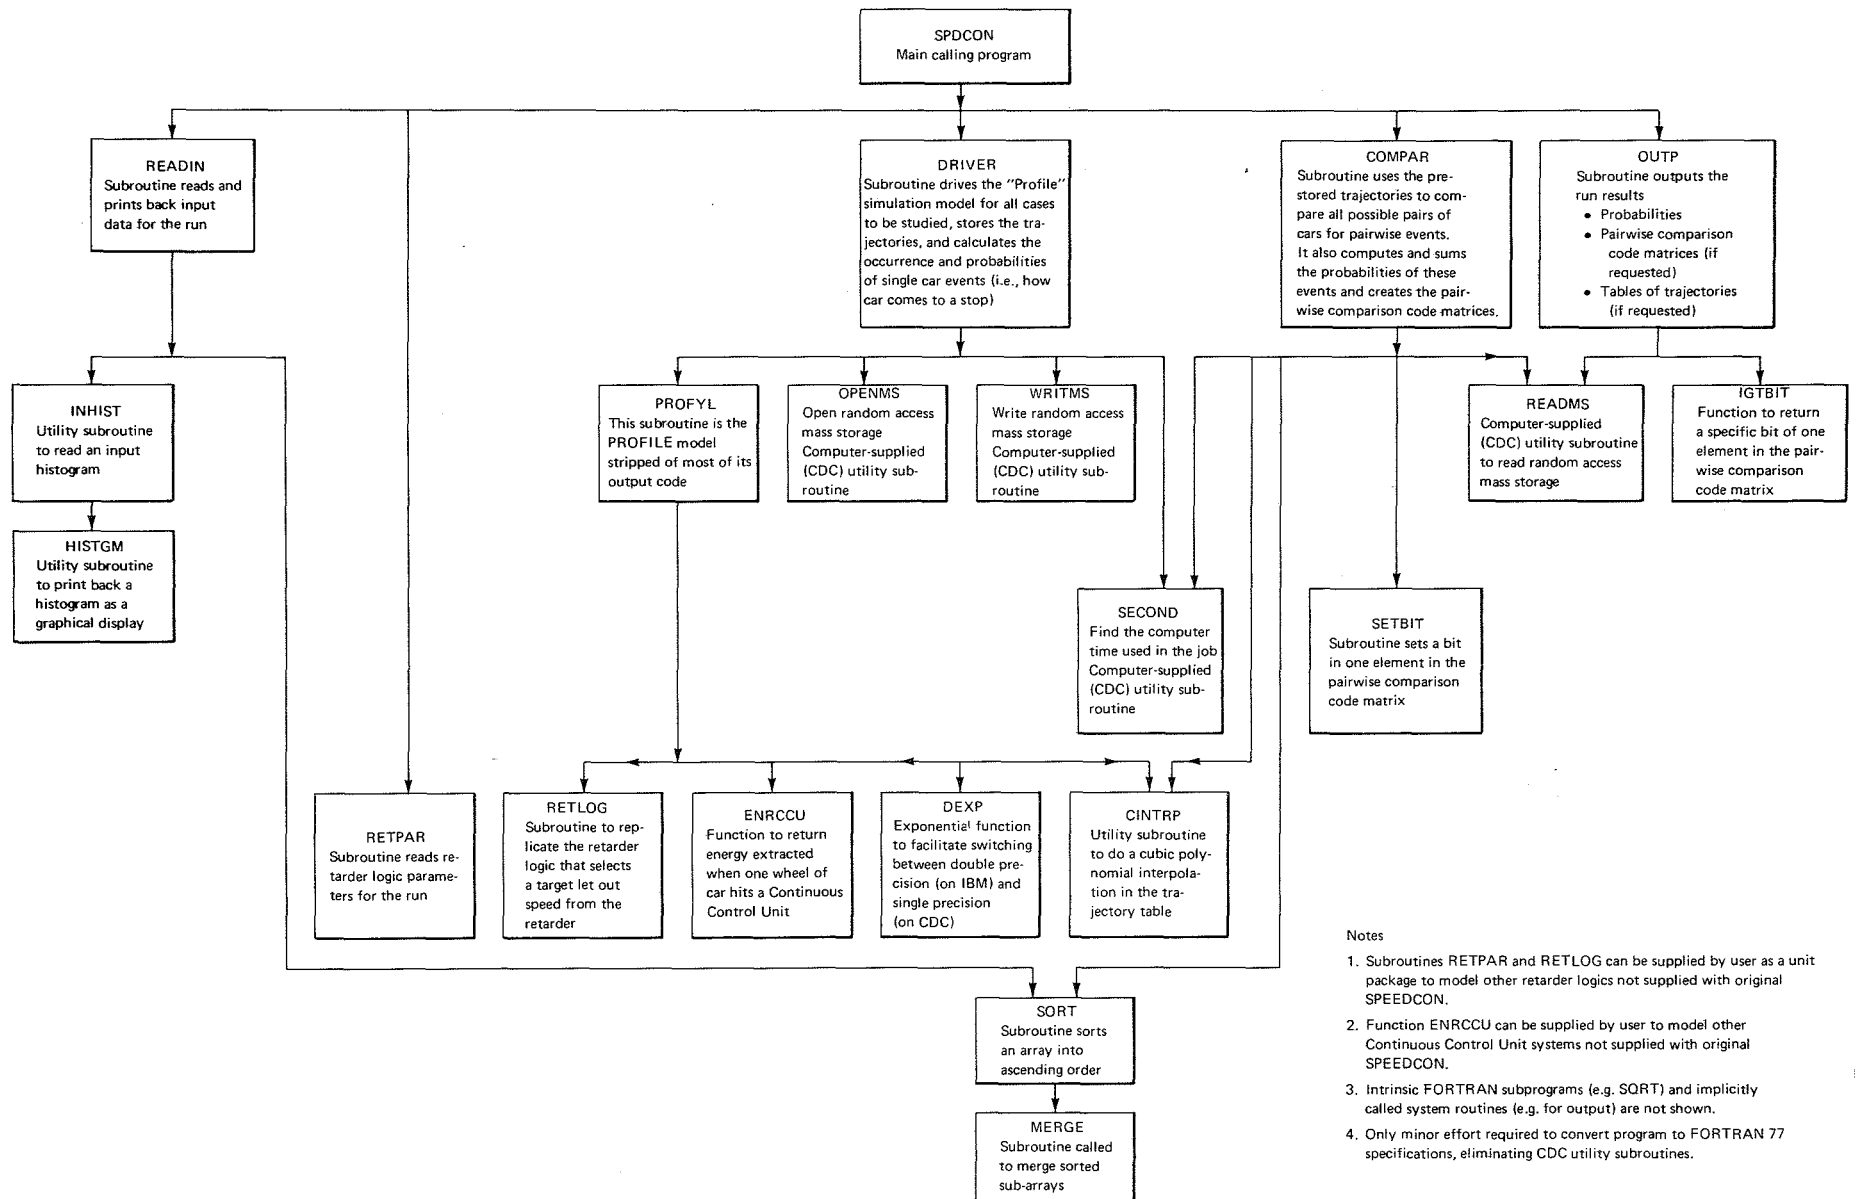 SPDCON
Main calling program
READIN
Subroutine reads and
prints back input
data for the run
DRIVER
Subroutine drives the "Profile"
simulation model for all cases
to be studied, stores the tra-
jectories, and calculates the
occurrence and probabilities
of single car events (i.e., how
car comes to a stop)
COMPAR
Subroutine uses the pre-
stored trajectories to com-
pare all possible pairs of
cars for pairwise events.
It also computes and sums
the probabilities of these
events and creates the pair-
wise comparison code matrices.
OUTP
Subroutine outputs the
run results
• Probabilities
• Pairwise comparison
code matrices (if
requested)
• Tables of trajectories
(if requested)
INHIST
Utility subroutine
to read an input
histogram
PROFYL
This subroutine is the
PROFILE model
stripped of most of its
output code
OPENMS
Open random access
mass storage
Computer-supplied
(CDC) utility sub-
routine
WRITMS
Write random access
mass storage
Computer-supplied
(CDC) utility sub-
routine
READMS
Computer-supplied
(CDC) utility subroutine
to read random access
mass storage
IGTBIT
Function to return
a specific bit of one
element in the pair-
wise comparison
code matrix
HISTGM
Utility subroutine
to print back a
histogram as a
graphical display
SECOND
Find the computer
time used in the job
Computer-supplied
(CDC) utility sub-
routine
SETBIT
Subroutine sets a bit
in one element in the
pairwise comparison
code matrix
RETPAR
Subroutine reads re-
tarder logic parame-
ters for the run
RETLOG
Subroutine to rep-
licate the retarder
logic that selects
a target let out
speed from the
retarder
ENRCCU
Function to return
energy extracted
when one wheel of
car hits a Continuous
Control Unit
DEXP
Exponential function
to facilitate switching
between double pre-
cision (on IBM) and
single precision
(on CDC)
CINTRP
Utility subroutine
to do a cubic poly-
nomial interpola-
tion in the tra-
jectory table
SORT
Subroutine sorts
an array into
ascending order
MERGE
Subroutine called
to merge sorted
sub-arrays
Notes
1. Subroutines RETPAR and RETLOG can be supplied by user as a unit
package to model other retarder logics not supplied with original
SPEEDCON.
2. Function ENRCCU can be supplied by user to model other
Continuous Control Unit systems not supplied with original
SPEEDCON.
3. Intrinsic FORTRAN subprograms (e.g. SQRT) and implicitly
called system routines (e.g. for output) are not shown.
4. Only minor effort required to convert program to FORTRAN 77
specifications, eliminating CDC utility subroutines.